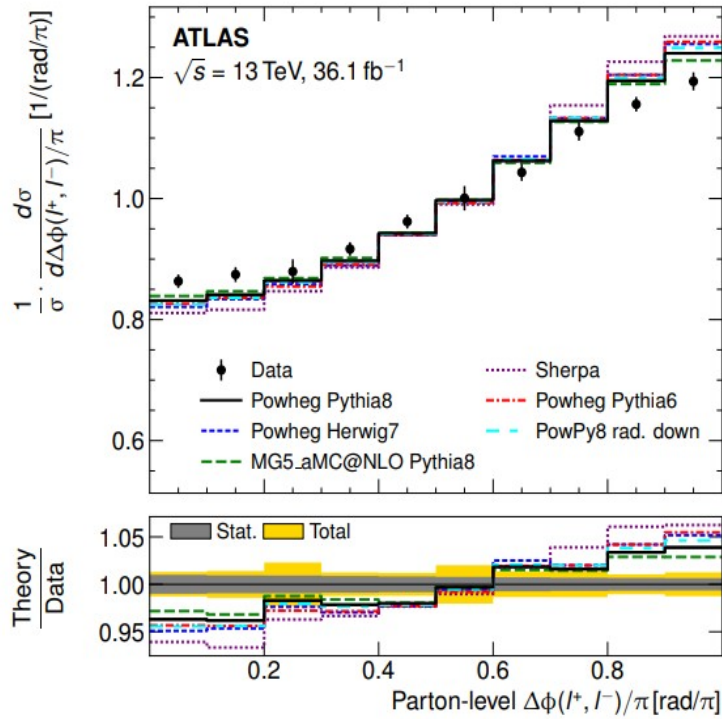 ATLAS
√s = 13 TeV, 36.1 fb⁻¹
1/σ · dσ/dΔϕ(l⁺, l⁻)/π [1/(rad/π)]
1.2
1.0
0.8
0.6
Data
Powheg Pythia8
Powheg Herwig7
MG5_aMC@NLO Pythia8
Sherpa
Powheg Pythia6
PowPy8 rad. down
Theory
Data
1.05
1.00
0.95
Stat.
Total
0.2
0.4
0.6
0.8
Parton-level Δϕ(l⁺, l⁻)/π [rad/π]